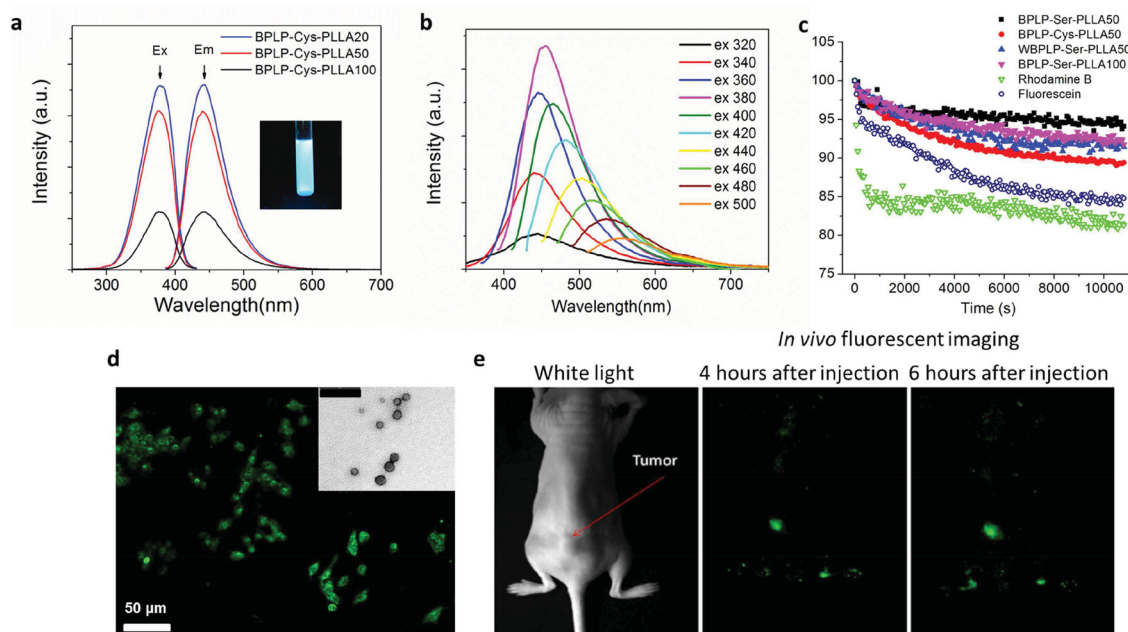 a
Ex
Em
BPLP-Cys-PLLA20
BPLP-Cys-PLLA50
BPLP-Cys-PLLA100
Intensity (a.u.)
250 300 400 500 600 700
Wavelength(nm)
b
ex 320
ex 340
ex 360
ex 380
ex 400
ex 420
ex 440
ex 460
ex 480
ex 500
Intensity (a.u.)
400 500 600 700
Wavelength(nm)
c
BPLP-Ser-PLLA50
BPLP-Cys-PLLA50
WBPLP-Ser-PLLA50
BPLP-Ser-PLLA100
Rhodamine B
Fluorescein
105
100
95
90
85
80
75
0 2000 4000 6000 8000 10000
Time (s)
d
50 µm
e
In vivo fluorescent imaging
White light
4 hours after injection
6 hours after injection
Tumor